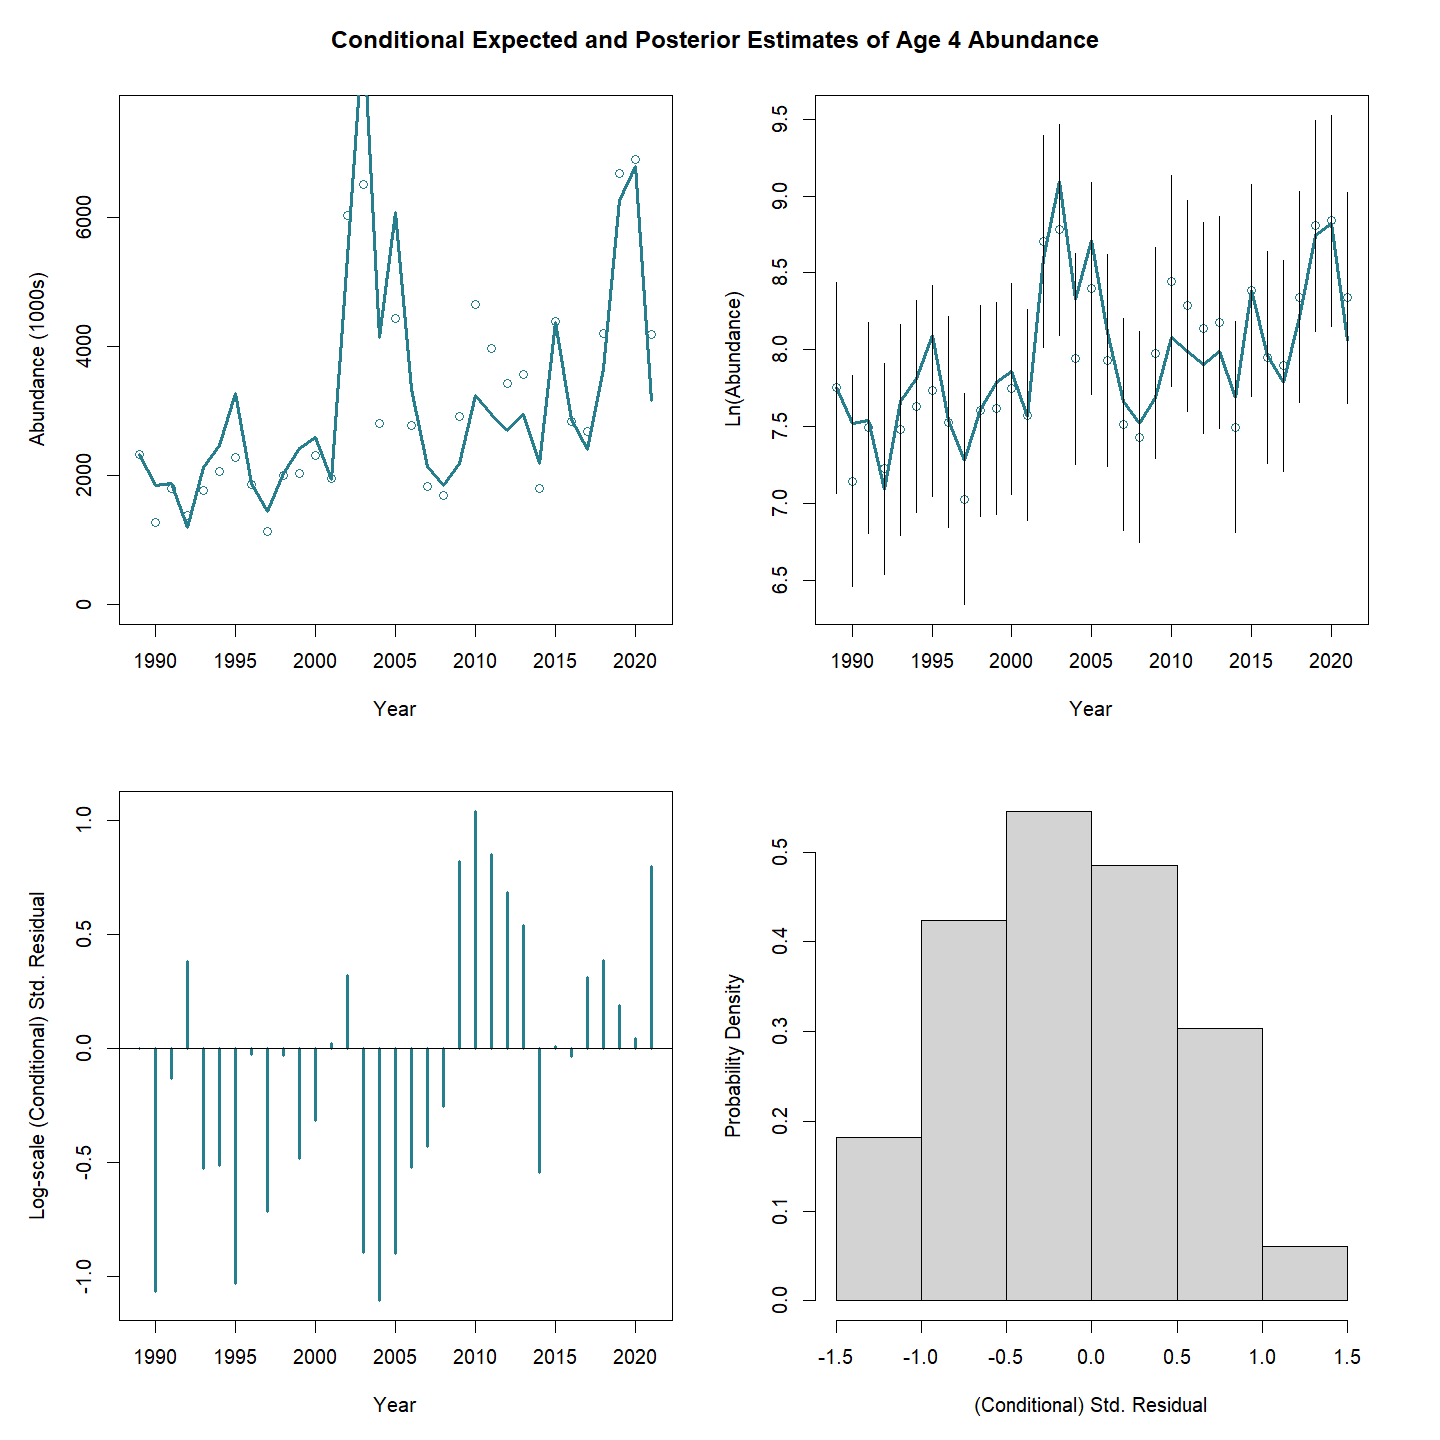 Conditional Expected and Posterior Estimates of Age 4 Abundance
Abundance (1000s)
0 2000 4000 6000
1990 1995 2000 2005 2010 2015 2020
Year
Ln(Abundance)
6.5 7.0 7.5 8.0 8.5 9.0 9.5
1990 1995 2000 2005 2010 2015 2020
Year
Log-scale (Conditional) Std. Residual
-1.0 -0.5 0.0 0.5 1.0
1990 1995 2000 2005 2010 2015 2020
Year
Probability Density
0.0 0.1 0.2 0.3 0.4 0.5
-1.5 -1.0 -0.5 0.0 0.5 1.0 1.5
(Conditional) Std. Residual